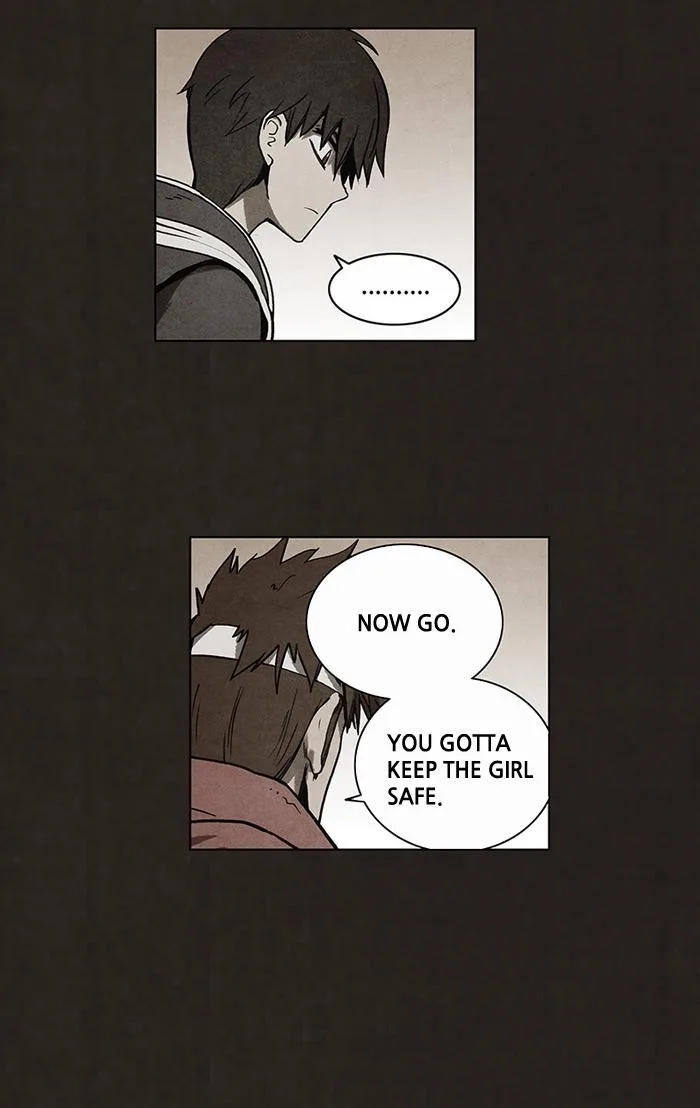 ..........
NOW GO.
YOU GOTTA
KEEP THE GIRL
SAFE.